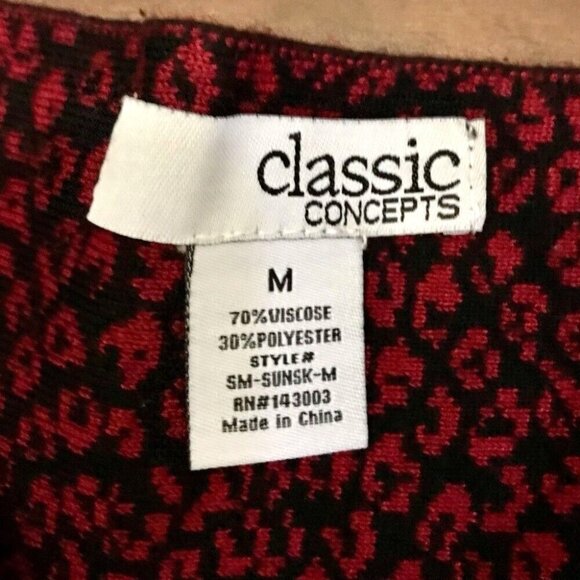 classic
CONCEPTS
M
70%VISCOSE
30%POLYESTER
STYLE#
SM-SUNSK-M
RN#143003
Made in China